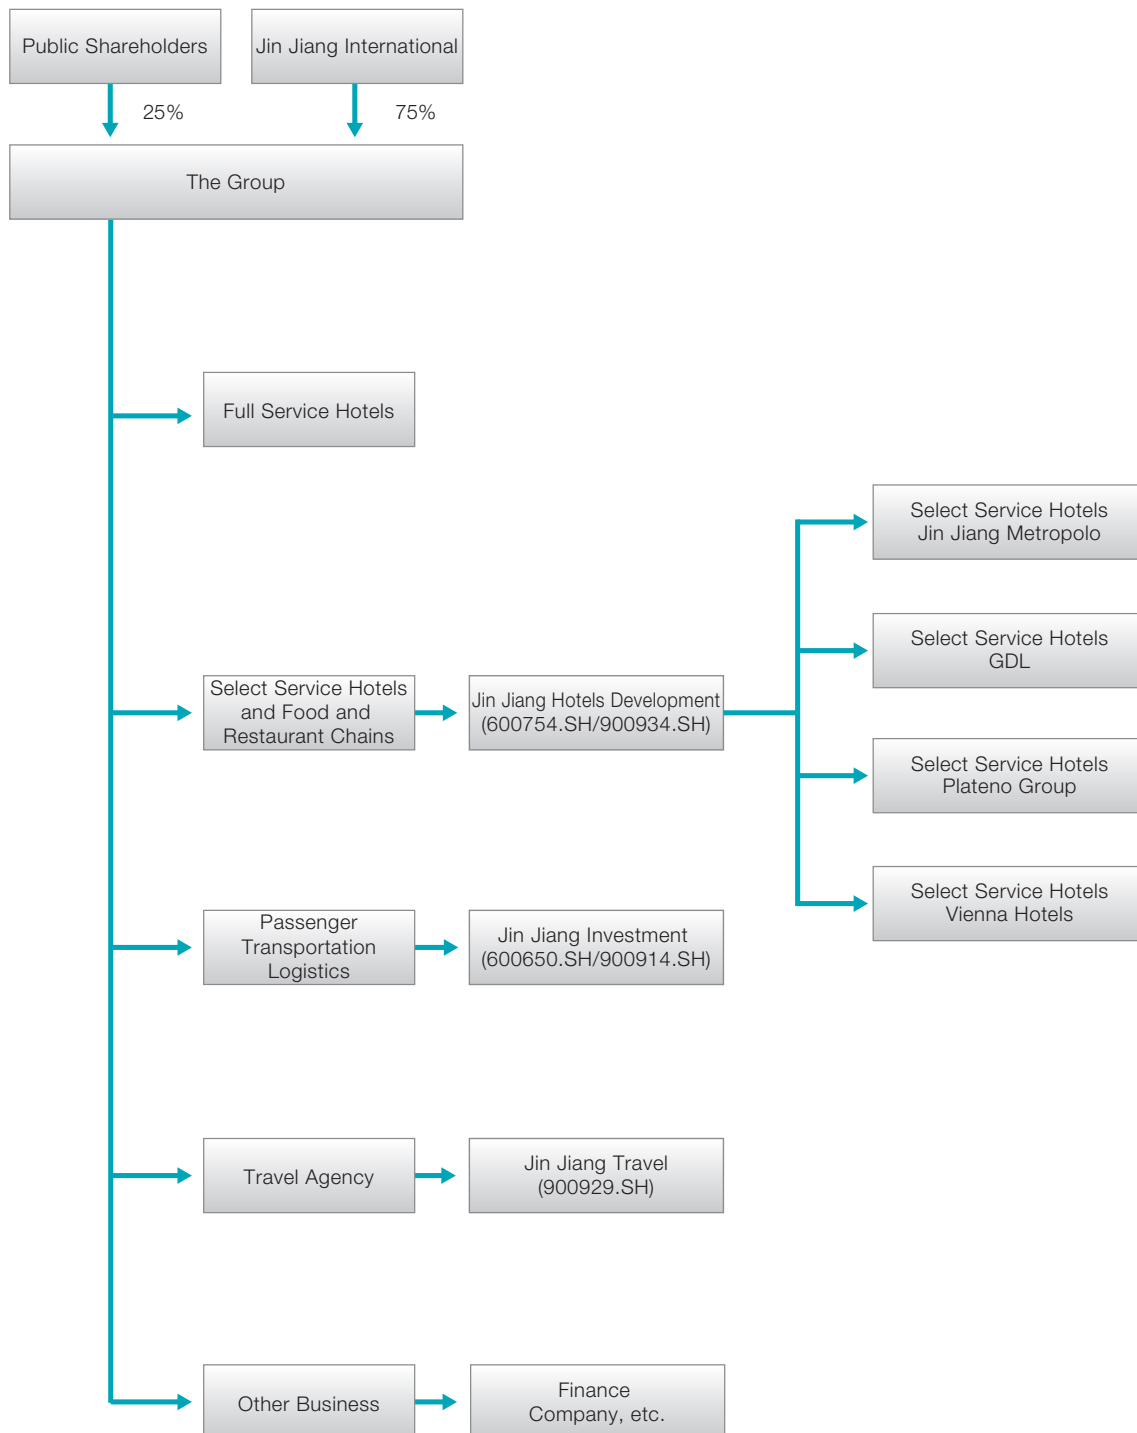 Public Shareholders
Jin Jiang International
25%
75%
The Group
Full Service Hotels
Select Service Hotels
and Food and
Restaurant Chains
Jin Jiang Hotels Development
(600754.SH/900934.SH)
Select Service Hotels
Jin Jiang Metropolo
Select Service Hotels
GDL
Select Service Hotels
Plateno Group
Select Service Hotels
Vienna Hotels
Passenger
Transportation
Logistics
Jin Jiang Investment
(600650.SH/900914.SH)
Travel Agency
Jin Jiang Travel
(900929.SH)
Other Business
Finance
Company, etc.